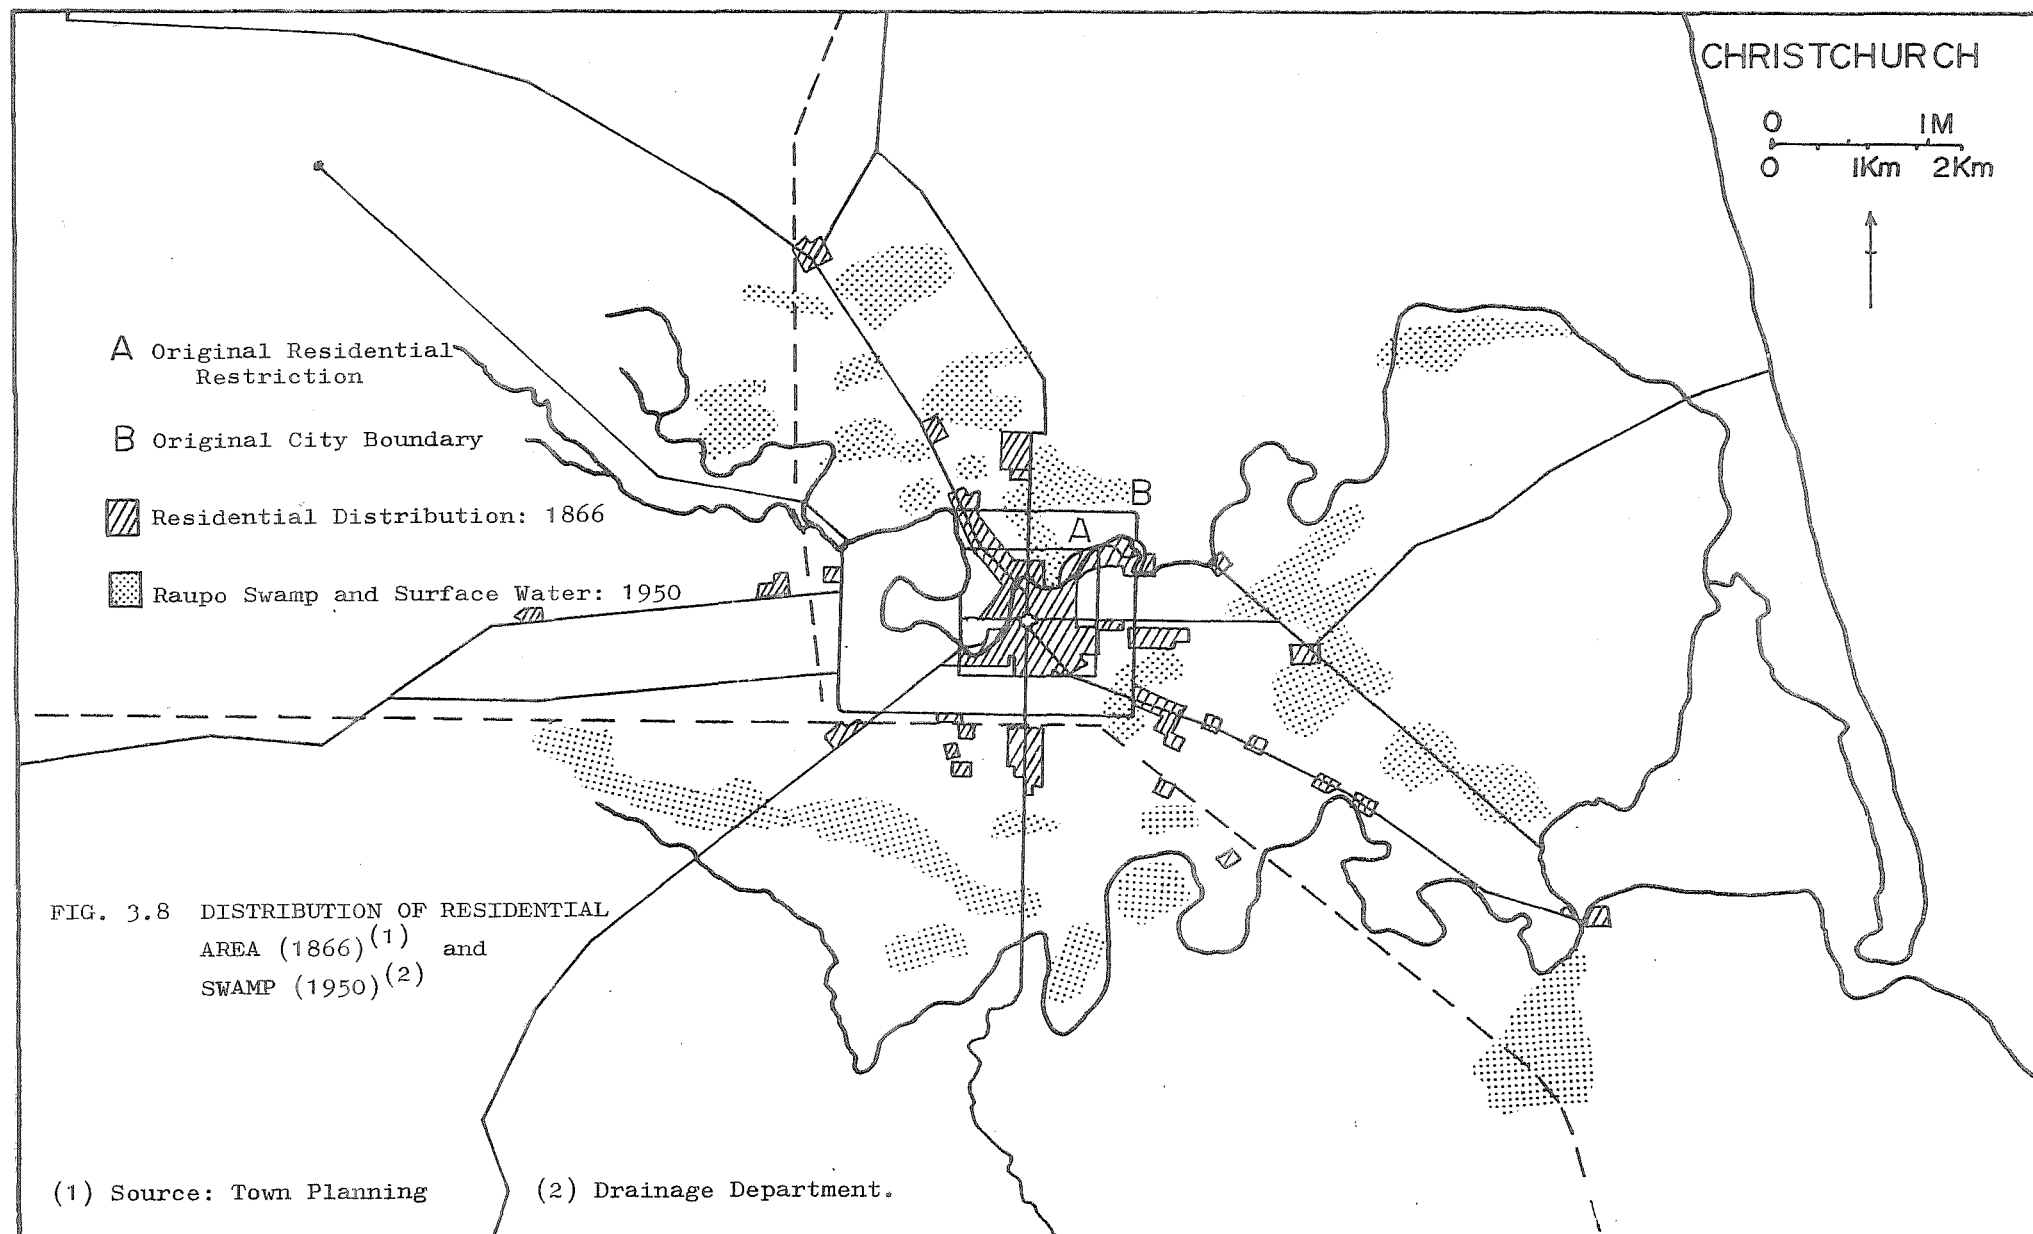 CHRISTCHURCH
0 1M
0 1Km 2Km
A Original Residential
Restriction
B Original City Boundary
Residential Distribution: 1866
Raupo Swamp and Surface Water: 1950
B
A
FIG. 3.8 DISTRIBUTION OF RESIDENTIAL
AREA (1866)(1) and
SWAMP (1950)(2)
(1) Source: Town Planning (2) Drainage Department.